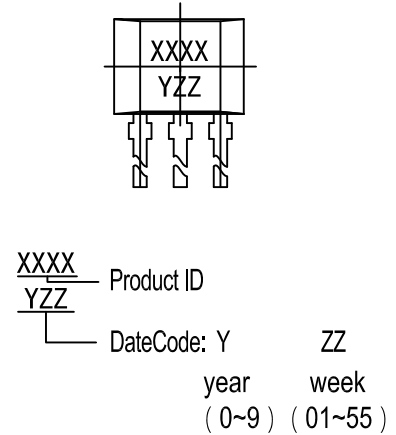 XXXX
YZZ
XXXX
Product ID
YZZ
DateCode: Y ZZ
year week
( 0~9 ) ( 01~55 )